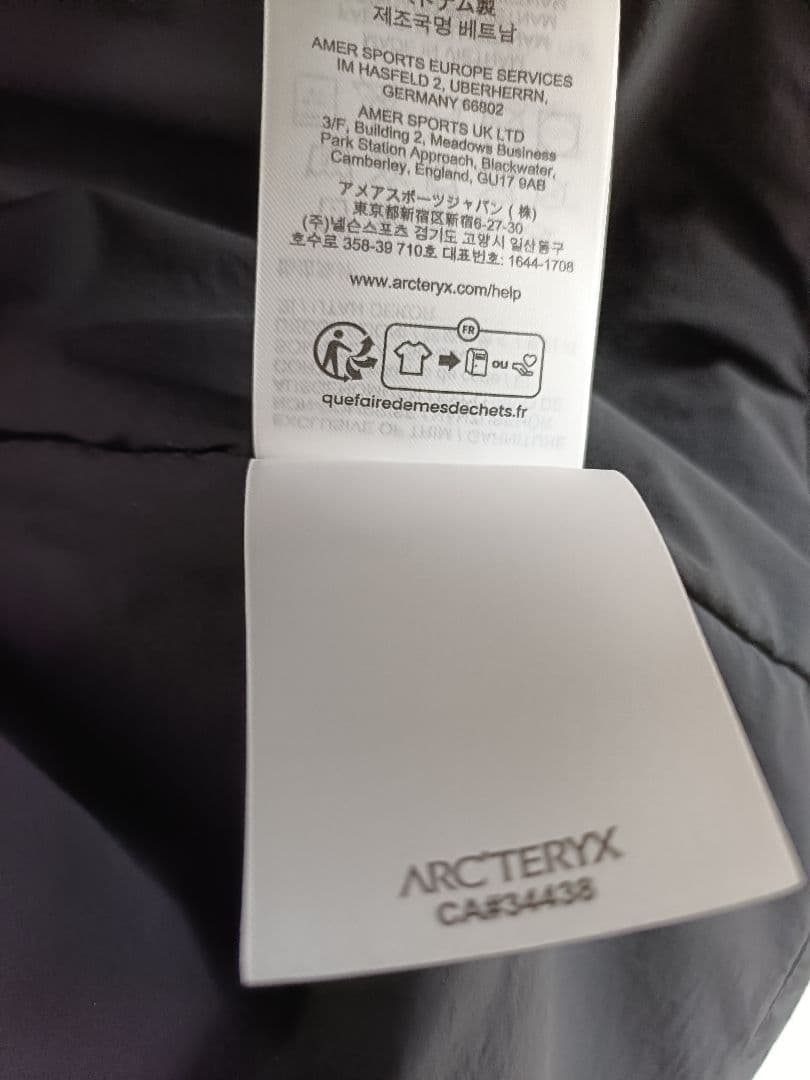 トナム製
제조국명 베트남
AMER SPORTS EUROPE SERVICES
IM HASFELD 2, UBERHERRN,
GERMANY 66802
AMER SPORTS UK LTD
3/F, Building 2, Meadows Business
Park Station Approach, Blackwater,
Camberley, England, GU17 9AB
アメアスポーツジャパン (株)
東京都新宿区新宿6-27-30
(주)넬슨스포츠 경기도 고양시 일산동구
호수로 358-39 710호 대표번호: 1644-1708
www.arcteryx.com/help
FR
OU
quefairedemesdechets.fr
ARC'TERYX
CA#34438